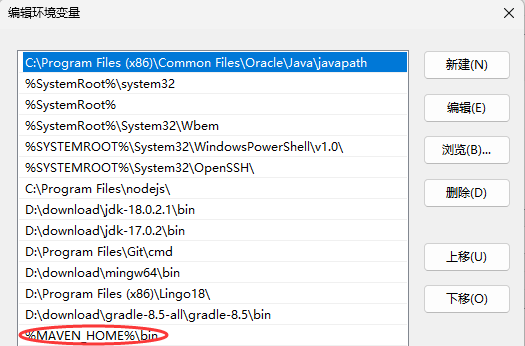 编辑环境变量
C:\Program Files (x86)\Common Files\Oracle\Java\javapath
%SystemRoot%\system32
%SystemRoot%
%SystemRoot%\System32\Wbem
%SYSTEMROOT%\System32\WindowsPowerShell\v1.0\
%SYSTEMROOT%\System32\OpenSSH\
C:\Program Files\nodejs\
D:\download\jdk-18.0.2.1\bin
D:\download\jdk-17.0.2\bin
D:\Program Files\Git\cmd
D:\download\mingw64\bin
D:\Program Files (x86)\Lingo18\
D:\download\gradle-8.5-all\gradle-8.5\bin
%MAVEN_HOME%\bin
新建(N)
编辑(E)
浏览(B)...
删除(D)
上移(U)
下移(O)